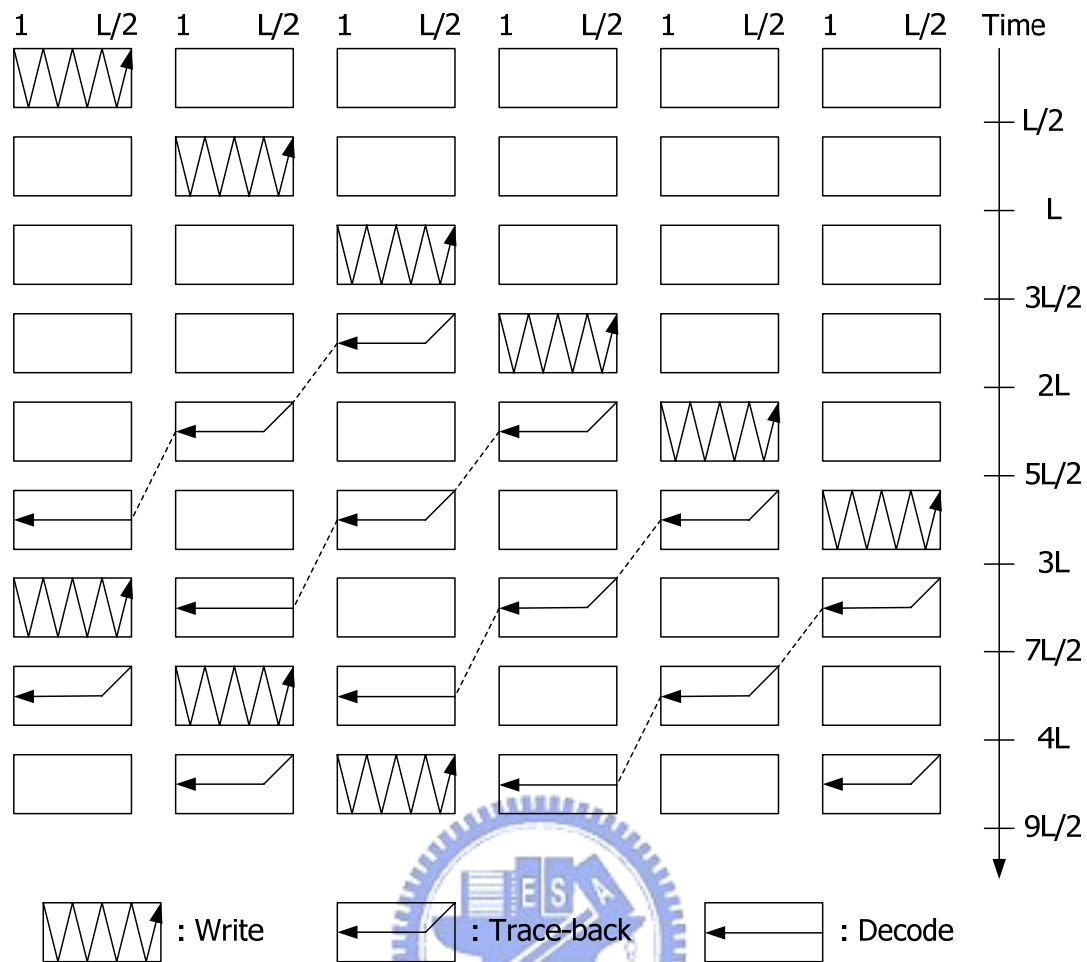 1 L/2 1 L/2 1 L/2 1 L/2 1 L/2 1 L/2 Time
L/2
L
3L/2
2L
5L/2
3L
7L/2
4L
9L/2
E S A
: Write : Trace-back : Decode